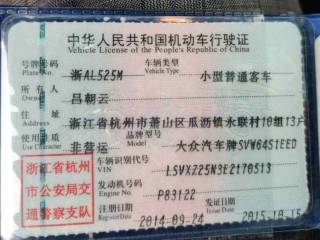 中华人民共和国机动车行驶证
Vehicle License of the People's Republic of China
号牌号码 浙AL525M 车辆类型 小型普通客车
Plate No. Vehicle Type
所有人 吕朝云
Owner
住址 浙江省杭州市萧山区瓜沥镇永联村10组13户
Address
使用性质 非营运 品牌型号 大众汽车牌SVW6451EED
Use Character Model
浙江省杭州市公安局交通警察支队
车辆识别代号 LSVXZ25N3E2170513
VIN
发动机号码 P83122
Engine No.
注册日期 2014-09-24 发证日期 2015-10-15
Register Date Issue Date